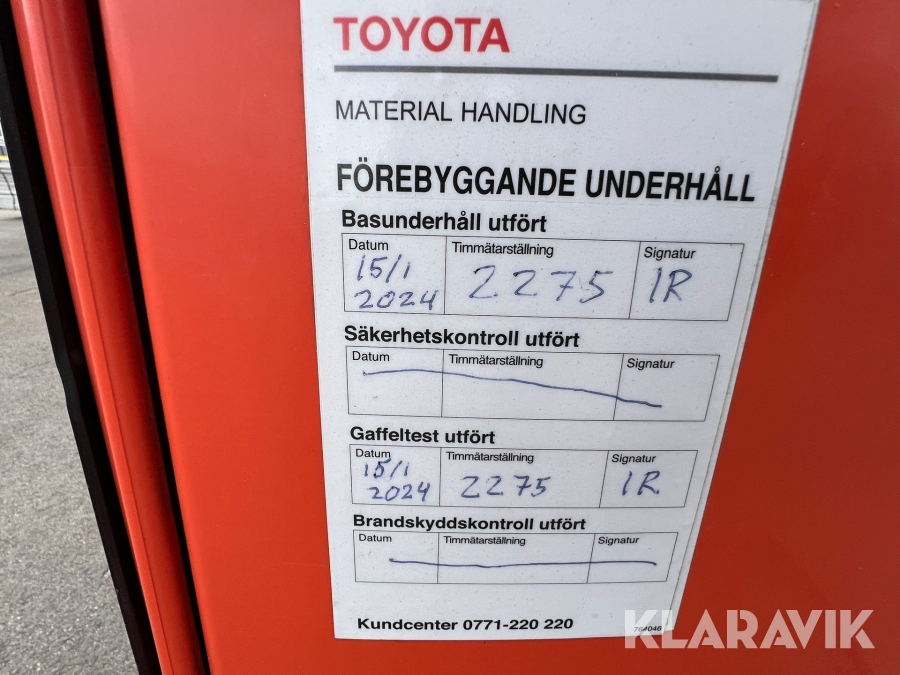 TOYOTA
MATERIAL HANDLING
FÖREBYGGANDE UNDERHÅLL
Basunderhåll utfört
Datum Timmätarställning Signatur
15/1 2024 2275 IR
Säkerhetskontroll utfört
Datum Timmätarställning Signatur
Gaffeltest utfört
Datum Timmätarställning Signatur
15/1 2024 2275 IR
Brandskyddskontroll utfört
Datum Timmätarställning Signatur
Kundcenter 0771-220 220
KLARAVIK